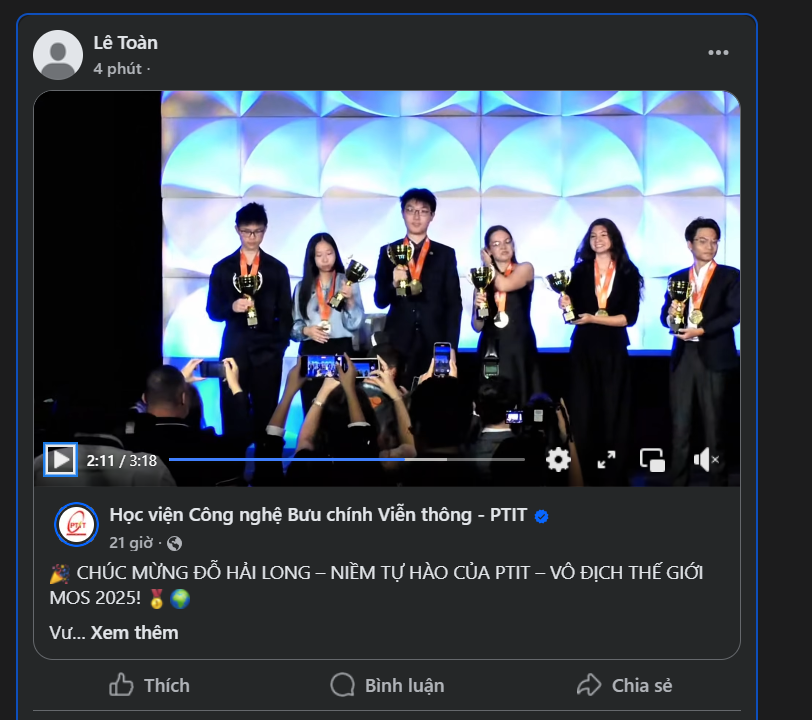 Lê Toàn
4 phút ·
2:11 / 3:18
PTIT
Học viện Công nghệ Bưu chính Viễn thông - PTIT
21 giờ ·
🎉 CHÚC MỪNG ĐỖ HẢI LONG – NIỀM TỰ HÀO CỦA PTIT – VÔ ĐỊCH THẾ GIỚI
MOS 2025! 🏅🌍
Vư... Xem thêm
Thích
Bình luận
Chia sẻ